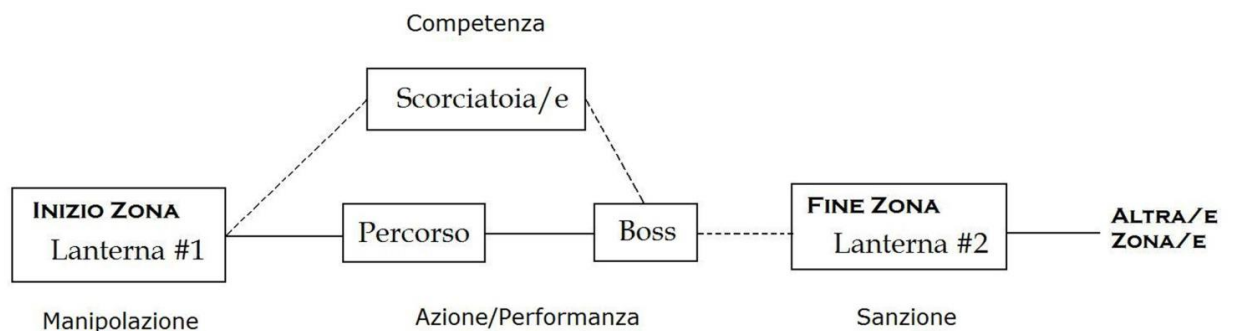 Competenza
Scorciatoia/e
INIZIO ZONA
Lanterna #1
Percorso
Boss
FINE ZONA
Lanterna #2
ALTRA/E
ZONA/E
Manipolazione
Azione/Performanza
Sanzione